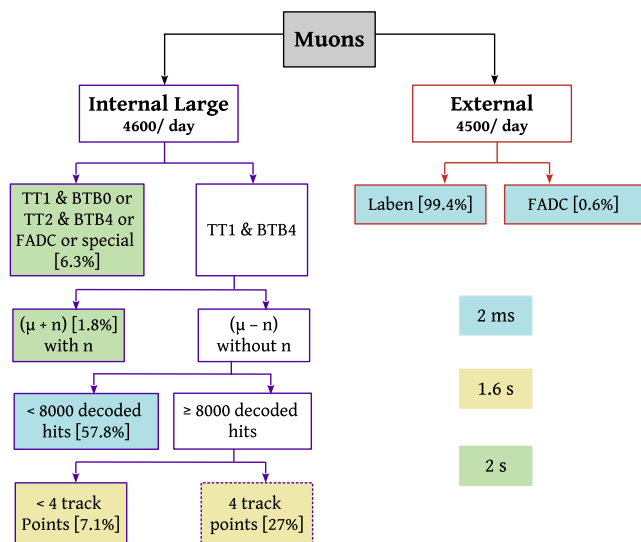 Muons
Internal Large
4600/ day
External
4500/ day
TT1 & BTB0 or
TT2 & BTB4 or
FADC or special
[6.3%]
TT1 & BTB4
Laben [99.4%]
FADC [0.6%]
(μ + n) [1.8%]
with n
(μ – n)
without n
2 ms
< 8000 decoded
hits [57.8%]
≥ 8000 decoded
hits
1.6 s
2 s
< 4 track
Points [7.1%]
4 track
points [27%]